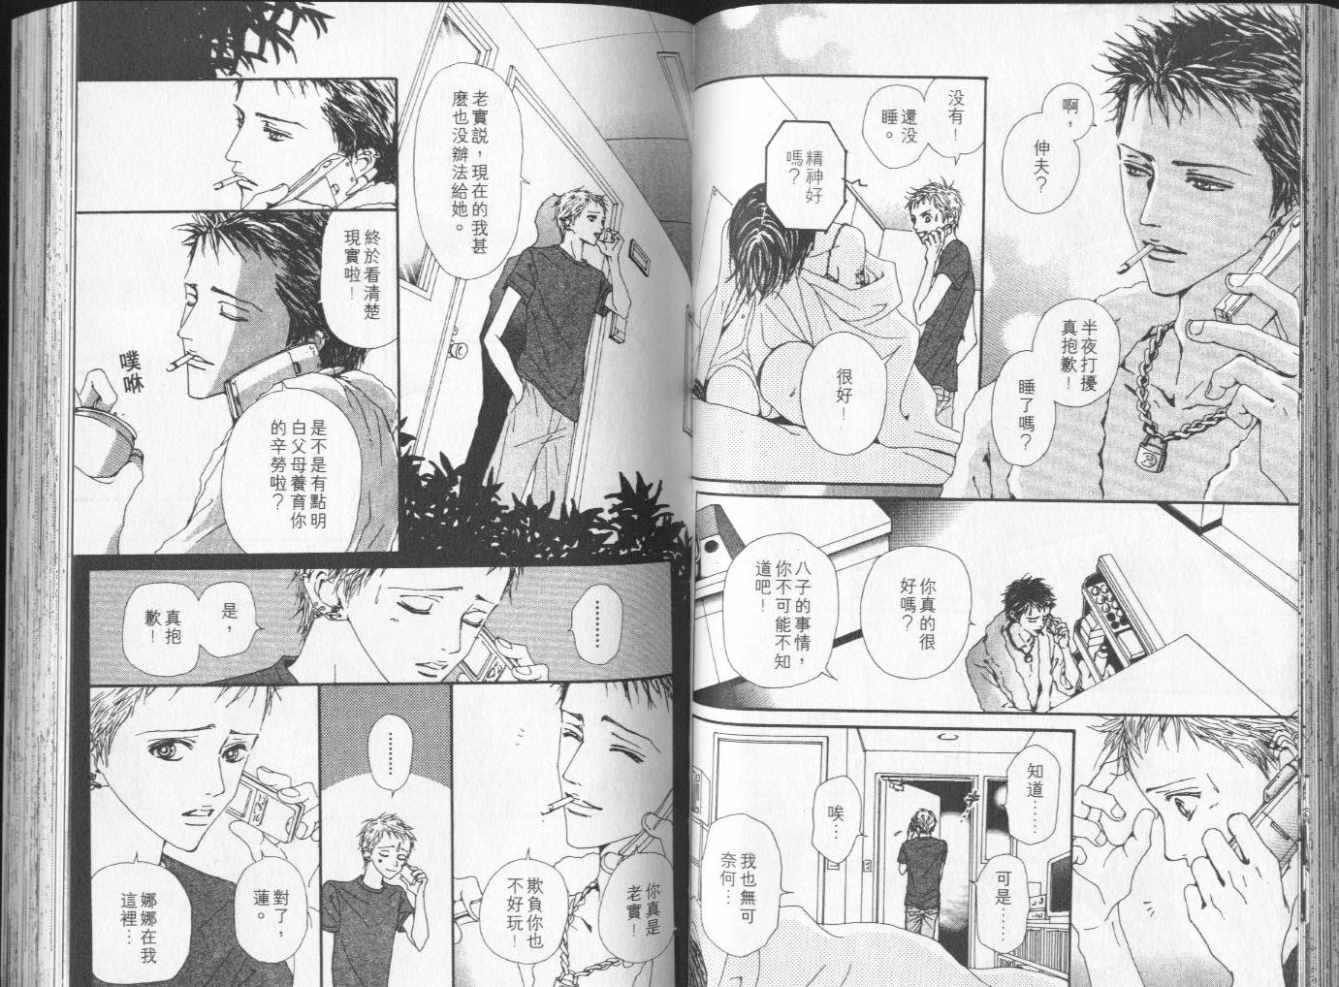 啊，
伸夫？
半夜打擾
真抱歉！
睡了嗎？
沒有！
還沒
睡。
精神好
嗎？
很好！
你真的很
好嗎？
八子的事情，
你不可能不知
道吧！
知道……
可是……
唉…
我也無可
奈何…
老實説，現在的我甚
麼也沒辦法給她。
終於看清楚
現實啦！
噗咻
是不是有點明
白父母養育你
的辛勞啦？
………
是，
真抱
歉！
你真是
老實！
欺負你也
不好玩！
………
對了，
蓮。
娜娜在我
這裡…